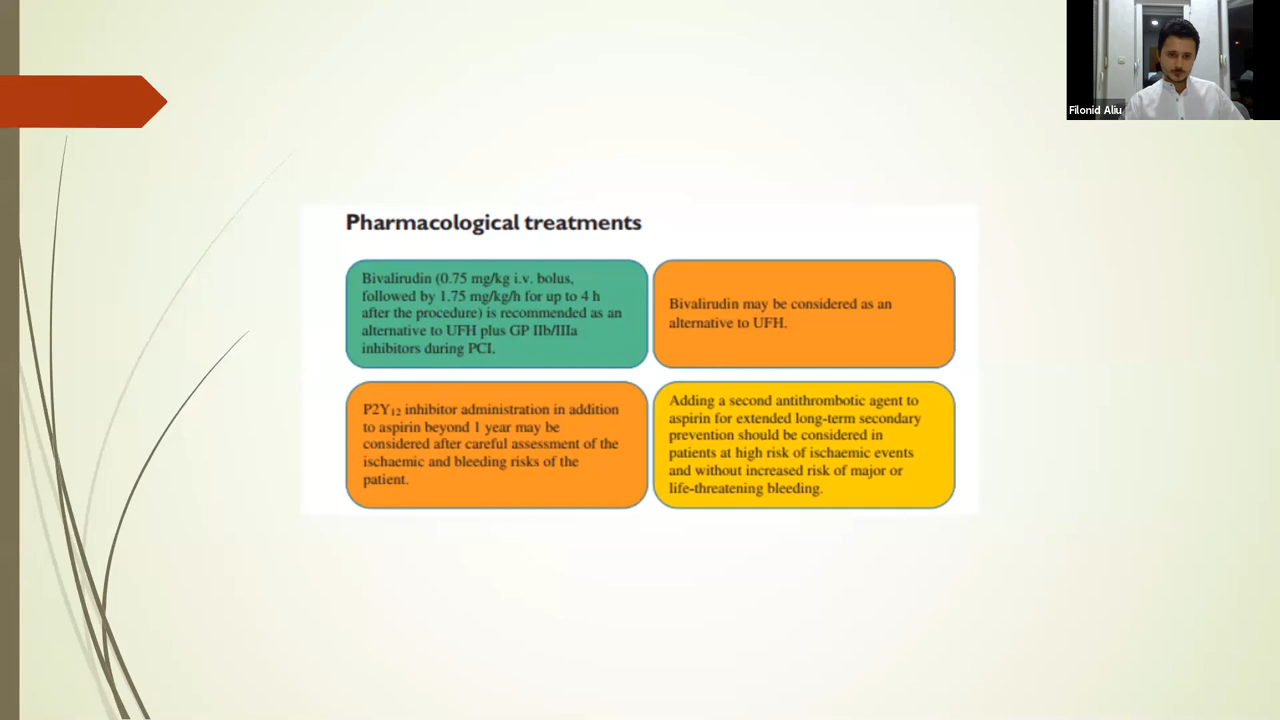 Filonid Aliu
Pharmacological treatments
Bivalirudin (0.75 mg/kg i.v. bolus,
followed by 1.75 mg/kg/h for up to 4 h
after the procedure) is recommended as an
alternative to UFH plus GP IIb/IIIa
inhibitors during PCI.
Bivalirudin may be considered as an
alternative to UFH.
P2Y₁₂ inhibitor administration in addition
to aspirin beyond 1 year may be
considered after careful assessment of the
ischaemic and bleeding risks of the
patient.
Adding a second antithrombotic agent to
aspirin for extended long-term secondary
prevention should be considered in
patients at high risk of ischaemic events
and without increased risk of major or
life-threatening bleeding.